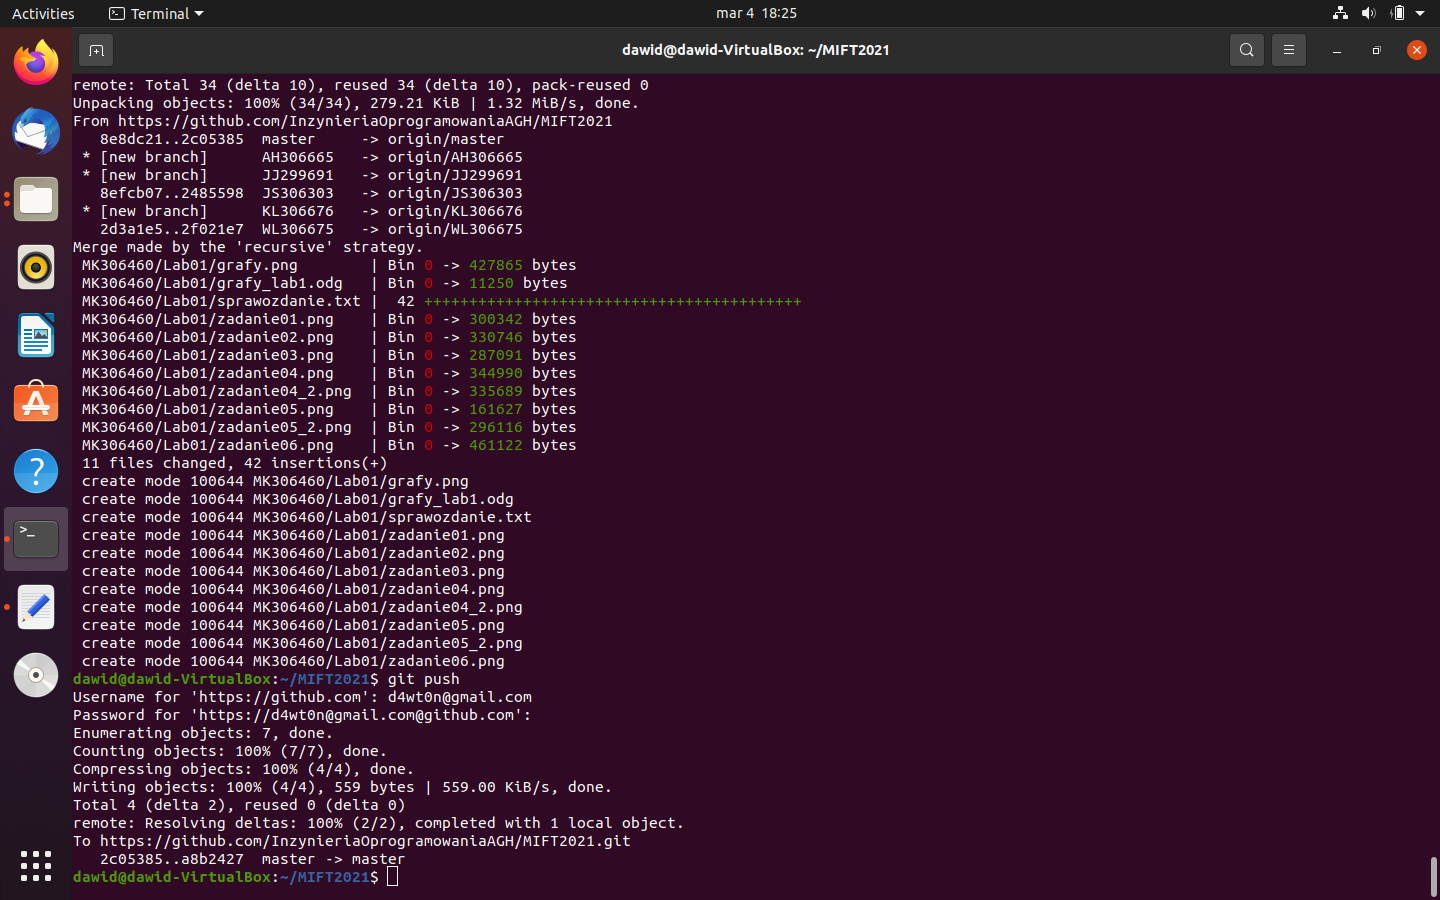 Activities
Terminal
mar 4 18:25
dawid@dawid-VirtualBox: ~/MIFT2021
remote: Total 34 (delta 10), reused 34 (delta 10), pack-reused 0
Unpacking objects: 100% (34/34), 279.21 KiB | 1.32 MiB/s, done.
From https://github.com/InzynieriaOprogramowaniaAGH/MIFT2021
   8e8dc21..2c05385  master     -> origin/master
 * [new branch]      AH306665   -> origin/AH306665
 * [new branch]      JJ299691   -> origin/JJ299691
   8efcb07..2485598  JS306303   -> origin/JS306303
 * [new branch]      KL306676   -> origin/KL306676
   2d3a1e5..2f021e7  WL306675   -> origin/WL306675
Merge made by the 'recursive' strategy.
 MK306460/Lab01/grafy.png        | Bin 0 -> 427865 bytes
 MK306460/Lab01/grafy_lab1.odg   | Bin 0 -> 11250 bytes
 MK306460/Lab01/sprawozdanie.txt |  42 ++++++++++++++++++++++++++++++++++++++++++
 MK306460/Lab01/zadanie01.png    | Bin 0 -> 300342 bytes
 MK306460/Lab01/zadanie02.png    | Bin 0 -> 330746 bytes
 MK306460/Lab01/zadanie03.png    | Bin 0 -> 287091 bytes
 MK306460/Lab01/zadanie04.png    | Bin 0 -> 344990 bytes
 MK306460/Lab01/zadanie04_2.png  | Bin 0 -> 335689 bytes
 MK306460/Lab01/zadanie05.png    | Bin 0 -> 161627 bytes
 MK306460/Lab01/zadanie05_2.png  | Bin 0 -> 296116 bytes
 MK306460/Lab01/zadanie06.png    | Bin 0 -> 461122 bytes
 11 files changed, 42 insertions(+)
 create mode 100644 MK306460/Lab01/grafy.png
 create mode 100644 MK306460/Lab01/grafy_lab1.odg
 create mode 100644 MK306460/Lab01/sprawozdanie.txt
 create mode 100644 MK306460/Lab01/zadanie01.png
 create mode 100644 MK306460/Lab01/zadanie02.png
 create mode 100644 MK306460/Lab01/zadanie03.png
 create mode 100644 MK306460/Lab01/zadanie04.png
 create mode 100644 MK306460/Lab01/zadanie04_2.png
 create mode 100644 MK306460/Lab01/zadanie05.png
 create mode 100644 MK306460/Lab01/zadanie05_2.png
 create mode 100644 MK306460/Lab01/zadanie06.png
dawid@dawid-VirtualBox:~/MIFT2021$ git push
Username for 'https://github.com': d4wt0n@gmail.com
Password for 'https://d4wt0n@gmail.com@github.com':
Enumerating objects: 7, done.
Counting objects: 100% (7/7), done.
Compressing objects: 100% (4/4), done.
Writing objects: 100% (4/4), 559 bytes | 559.00 KiB/s, done.
Total 4 (delta 2), reused 0 (delta 0)
remote: Resolving deltas: 100% (2/2), completed with 1 local object.
To https://github.com/InzynieriaOprogramowaniaAGH/MIFT2021.git
   2c05385..a8b2427  master -> master
dawid@dawid-VirtualBox:~/MIFT2021$